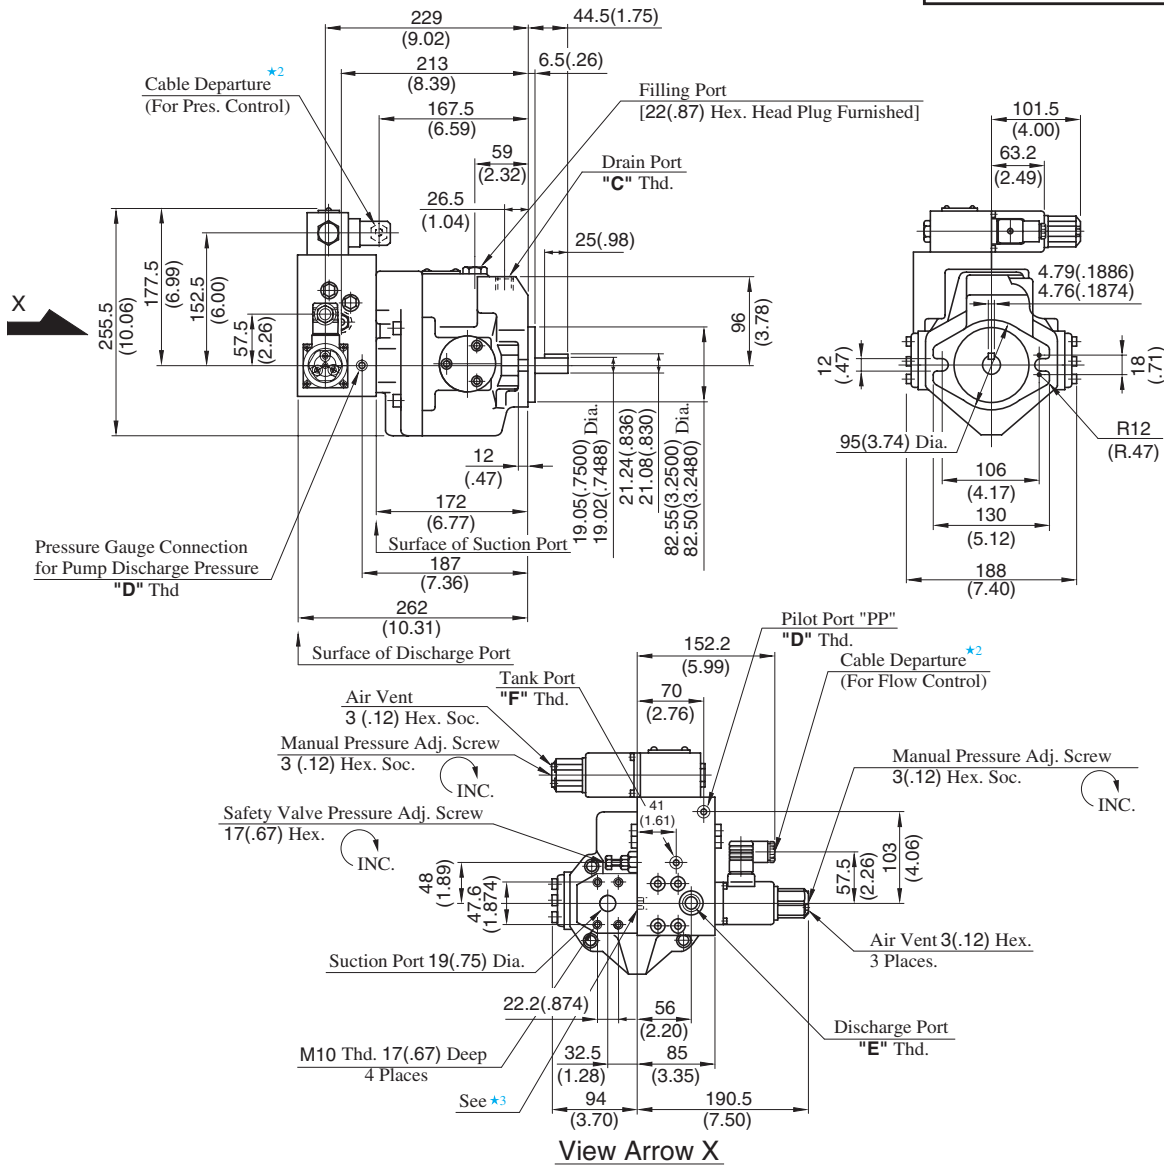 229
(9.02)
44.5(1.75)
213
(8.39)
6.5(.26)
Cable Departure★2
(For Pres. Control)
167.5
(6.59)
Filling Port
[22(.87) Hex. Head Plug Furnished]
59
(2.32)
Drain Port
"C" Thd.
26.5
(1.04)
25(.98)
101.5
(4.00)
63.2
(2.49)
X
255.5
(10.06)
177.5
(6.99)
152.5
(6.00)
57.5
(2.26)
96
(3.78)
4.79(.1886)
4.76(.1874)
12
(.47)
18
(.71)
95(3.74) Dia.
R12
(R.47)
106
(4.17)
130
(5.12)
188
(7.40)
12
(.47)
172
(6.77)
19.05(.7500) Dia.
19.02(.7488)
21.24(.836)
21.08(.830)
82.55(3.2500) Dia.
82.50(3.2480)
Surface of Suction Port
Pressure Gauge Connection
for Pump Discharge Pressure
"D" Thd
187
(7.36)
262
(10.31)
Surface of Discharge Port
Pilot Port "PP"
"D" Thd.
152.2
(5.99)
Cable Departure★2
(For Flow Control)
Tank Port
"F" Thd.
70
(2.76)
Air Vent
3 (.12) Hex. Soc.
Manual Pressure Adj. Screw
3 (.12) Hex. Soc.
INC.
Manual Pressure Adj. Screw
3(.12) Hex. Soc.
INC.
Safety Valve Pressure Adj. Screw
17(.67) Hex.
INC.
41
(1.61)
48
(1.89)
47.6
(1.874)
57.5
(2.26)
103
(4.06)
Suction Port 19(.75) Dia.
Air Vent 3(.12) Hex.
3 Places.
22.2(.874)
56
(2.20)
Discharge Port
"E" Thd.
M10 Thd. 17(.67) Deep
4 Places
32.5
(1.28)
85
(3.35)
See ★3
94
(3.70)
190.5
(7.50)
View Arrow X